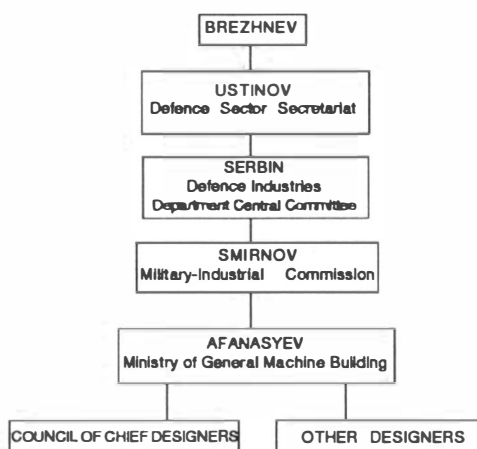 BREZHNEV
USTINOV
Defence Sector Secretariat
SERBIN
Defence Industries
Department Central Committee
SMIRNOV
Military-Industrial Commission
AFANASYEV
Ministry of General Machine Building
COUNCIL OF CHIEF DESIGNERS
OTHER DESIGNERS